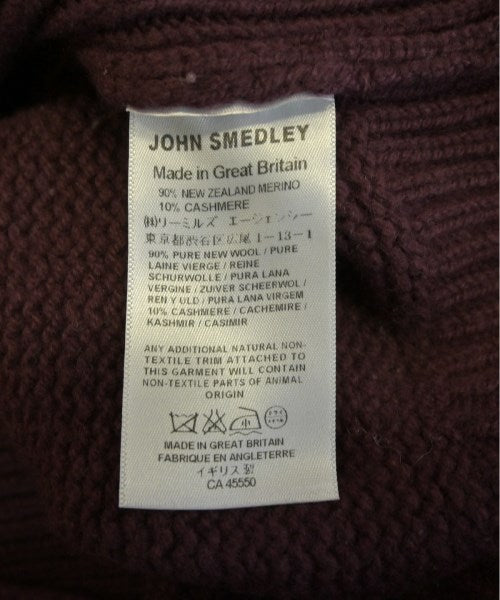 JOHN SMEDLEY
Made in Great Britain
90% NEW ZEALAND MERINO
10% CASHMERE
㈱リーミルズ エージェンシー
東京都渋谷区広尾1-13-1
90% PURE NEW WOOL / PURE
LAINE VIERGE / REINE
SCHURWOLLE / PURA LANA
VERGINE / ZUIVER SCHEERWOL /
REN Y ULD / PURA LANA VIRGEM
10% CASHMERE / CACHEMIRE /
KASHMIR / CASIMIR
ANY ADDITIONAL NATURAL NON-
TEXTILE TRIM ATTACHED TO
THIS GARMENT WILL CONTAIN
NON-TEXTILE PARTS OF ANIMAL
ORIGIN
MADE IN GREAT BRITAIN
FABRIQUE EN ANGLETERRE
イギリス製
CA 45550